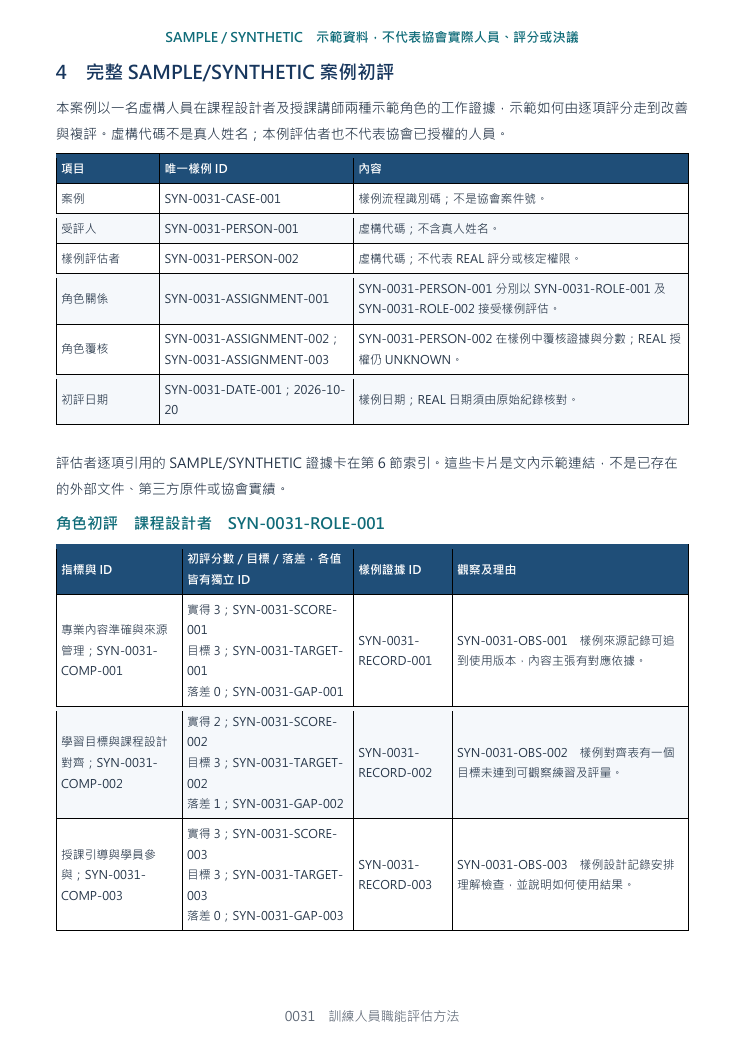 SAMPLE / SYNTHETIC　示範資料，不代表協會實際人員、評分或決議
4　完整 SAMPLE/SYNTHETIC 案例初評
本案例以一名虛構人員在課程設計者及授課講師兩種示範角色的工作證據，示範如何由逐項評分走到改善
與複評。虛構代碼不是真人姓名；本例評估者也不代表協會已授權的人員。
項目　唯一樣例 ID　內容
案例　SYN-0031-CASE-001　樣例流程識別碼；不是協會案件號。
受評人　SYN-0031-PERSON-001　虛構代碼；不含真人姓名。
樣例評估者　SYN-0031-PERSON-002　虛構代碼；不代表 REAL 評分或核定權限。
角色關係　SYN-0031-ASSIGNMENT-001　SYN-0031-PERSON-001 分別以 SYN-0031-ROLE-001 及
SYN-0031-ROLE-002 接受樣例評估。
角色覆核　SYN-0031-ASSIGNMENT-002；
SYN-0031-ASSIGNMENT-003　SYN-0031-PERSON-002 在樣例中覆核證據與分數；REAL 授
權仍 UNKNOWN。
初評日期　SYN-0031-DATE-001；2026-10-
20　樣例日期；REAL 日期須由原始紀錄核對。
評估者逐項引用的 SAMPLE/SYNTHETIC 證據卡在第 6 節索引。這些卡片是文內示範連結，不是已存在
的外部文件、第三方原件或協會實績。
角色初評　課程設計者　SYN-0031-ROLE-001
指標與 ID　初評分數 / 目標 / 落差，各值
皆有獨立 ID　樣例證據 ID　觀察及理由
專業內容準確與來源
管理；SYN-0031-
COMP-001
實得 3；SYN-0031-SCORE-
001
目標 3；SYN-0031-TARGET-
001
落差 0；SYN-0031-GAP-001
SYN-0031-
RECORD-001
SYN-0031-OBS-001　樣例來源記錄可追
到使用版本，內容主張有對應依據。
學習目標與課程設計
對齊；SYN-0031-
COMP-002
實得 2；SYN-0031-SCORE-
002
目標 3；SYN-0031-TARGET-
002
落差 1；SYN-0031-GAP-002
SYN-0031-
RECORD-002
SYN-0031-OBS-002　樣例對齊表有一個
目標未連到可觀察練習及評量。
授課引導與學員參
與；SYN-0031-
COMP-003
實得 3；SYN-0031-SCORE-
003
目標 3；SYN-0031-TARGET-
003
落差 0；SYN-0031-GAP-003
SYN-0031-
RECORD-003
SYN-0031-OBS-003　樣例設計記錄安排
理解檢查，並說明如何使用結果。
0031　訓練人員職能評估方法